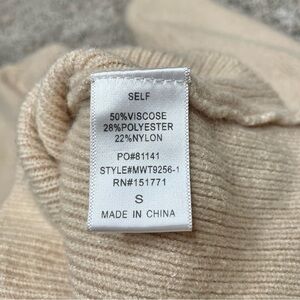 SELF
50%VISCOSE
28%POLYESTER
22%NYLON
PO#81141
STYLE#MWT9256-1
RN#151771
S
MADE IN CHINA